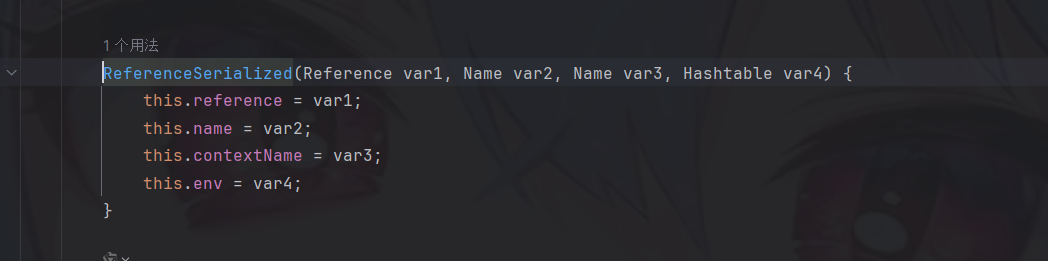 1 个用法
ReferenceSerialized(Reference var1, Name var2, Name var3, Hashtable var4) {
this.reference = var1;
this.name = var2;
this.contextName = var3;
this.env = var4;
}